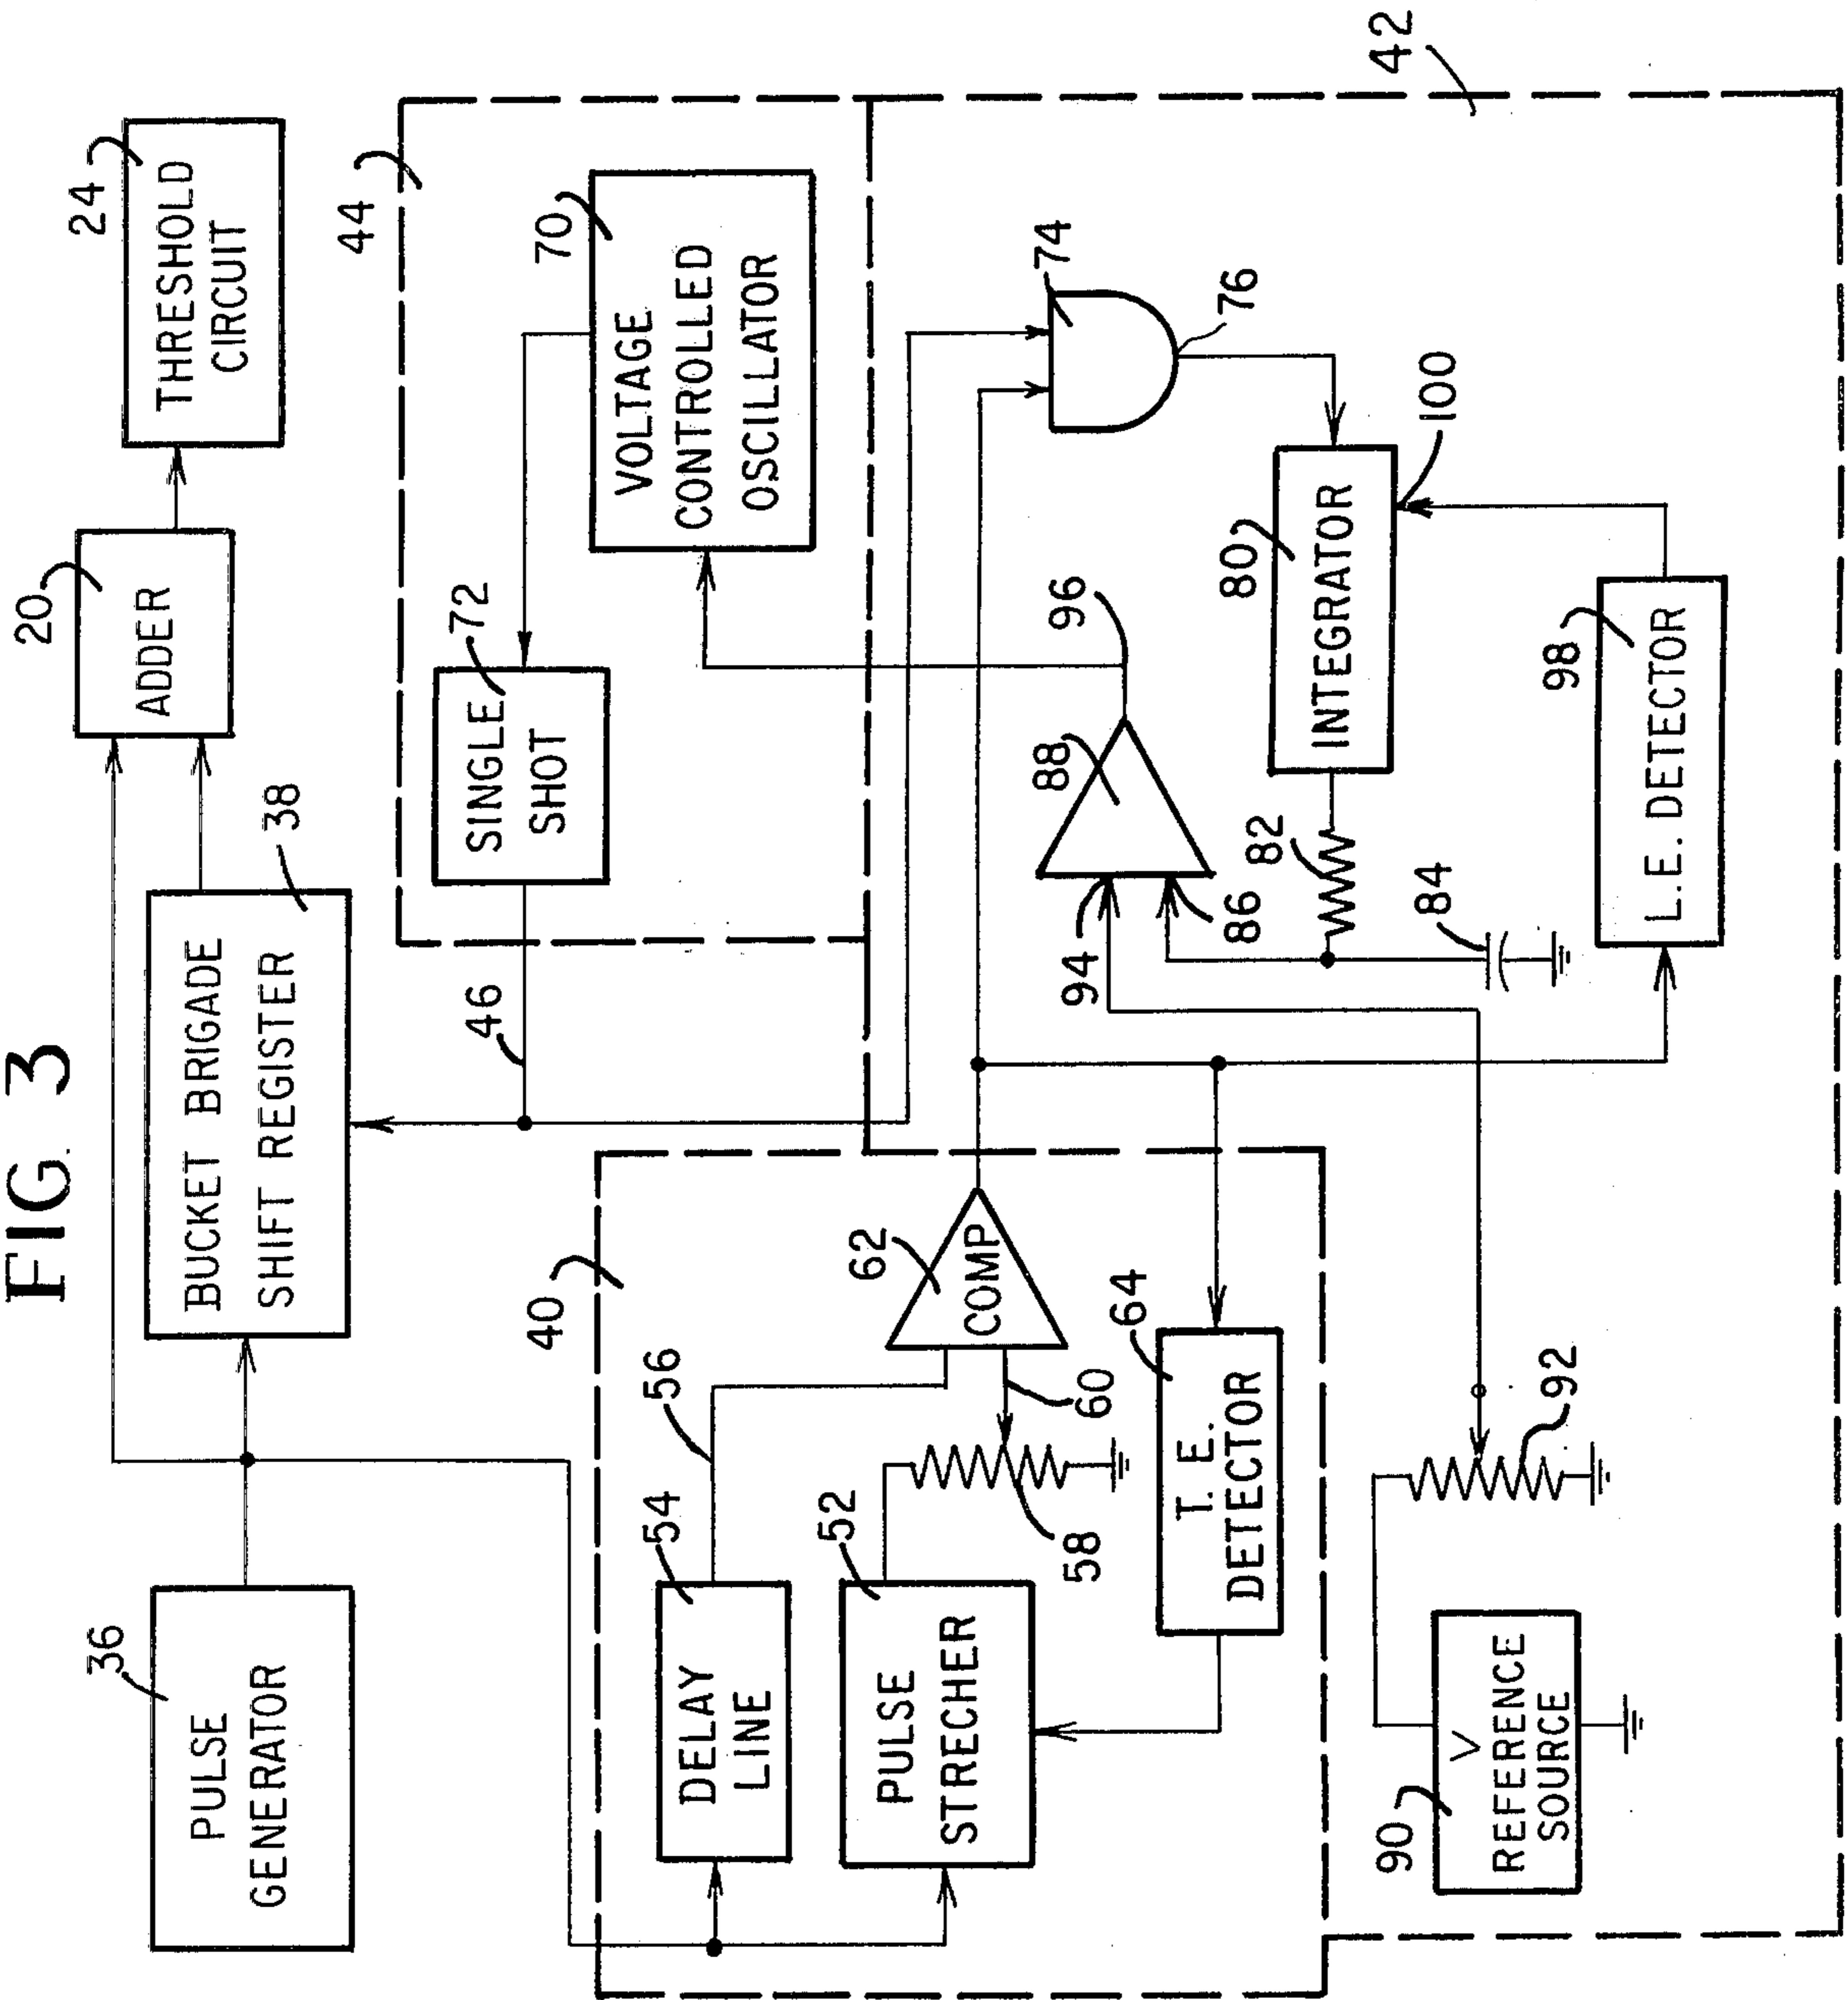 FIG. 3
36
PULSE
GENERATOR
BUCKET BRIGADE
SHIFT REGISTER
38
20
ADDER
24
THRESHOLD
CIRCUIT
40
54
DELAY
LINE
56
52
PULSE
STRECHER
58
60
62
COMP
64
T. E.
DETECTOR
44
46
72
SINGLE
SHOT
70
VOLTAGE
CONTROLLED
OSCILLATOR
42
74
76
80
INTEGRATOR
100
82
84
86
88
94
96
98
L.E. DETECTOR
90
V
REFERENCE
SOURCE
92